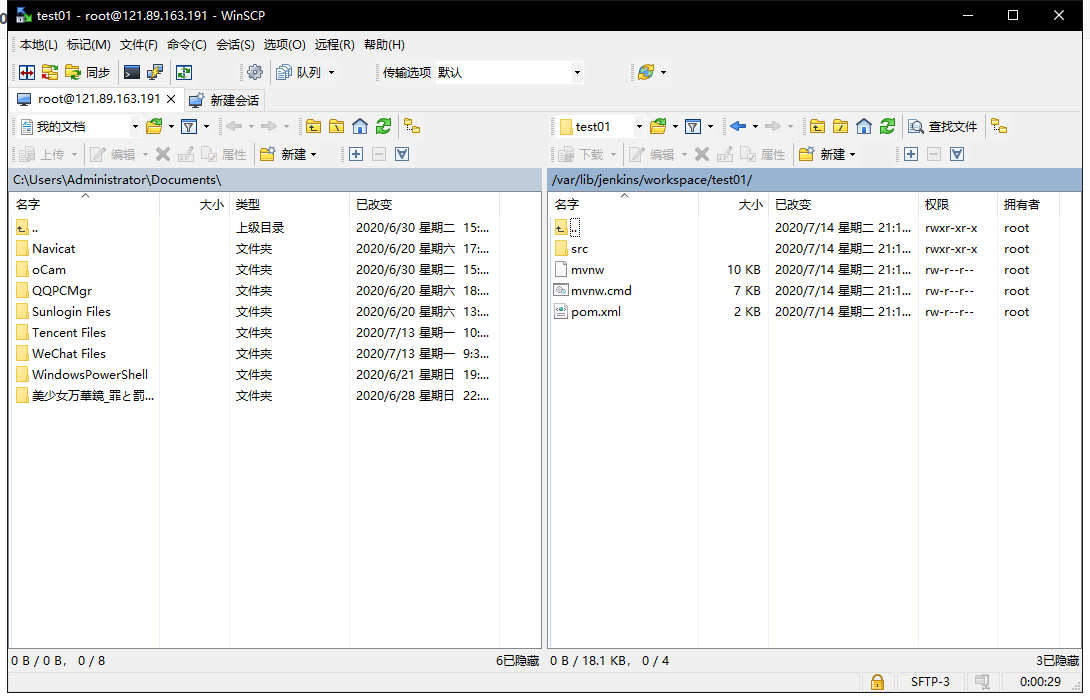 test01 - root@121.89.163.191 - WinSCP
本地(L) 标记(M) 文件(F) 命令(C) 会话(S) 选项(O) 远程(R) 帮助(H)
同步 队列 传输选项 默认
root@121.89.163.191 新建会话
我的文档 test01 查找文件
上传 编辑 属性 新建 下载 编辑 属性 新建
C:\Users\Administrator\Documents\ /var/lib/jenkins/workspace/test01/
名字 大小 类型 已改变 名字 大小 已改变 权限 拥有者
.. 上级目录 2020/6/30 星期二 15:... .. 2020/7/14 星期二 21:1... rwxr-xr-x root
Navicat 文件夹 2020/6/20 星期六 17:... src 2020/7/14 星期二 21:1... rwxr-xr-x root
oCam 文件夹 2020/6/30 星期二 15:... mvnw 10 KB 2020/7/14 星期二 21:1... rw-r--r-- root
QQPCMgr 文件夹 2020/6/20 星期六 18:... mvnw.cmd 7 KB 2020/7/14 星期二 21:1... rw-r--r-- root
Sunlogin Files 文件夹 2020/6/20 星期六 13:... pom.xml 2 KB 2020/7/14 星期二 21:1... rw-r--r-- root
Tencent Files 文件夹 2020/7/13 星期一 10:...
WeChat Files 文件夹 2020/7/13 星期一 9:3...
WindowsPowerShell 文件夹 2020/6/21 星期日 19:...
美少女万華鏡_罪と罰... 文件夹 2020/6/28 星期日 22:...
0 B / 0 B, 0 / 8 6已隐藏 0 B / 18.1 KB, 0 / 4 3已隐藏
SFTP-3 0:00:29